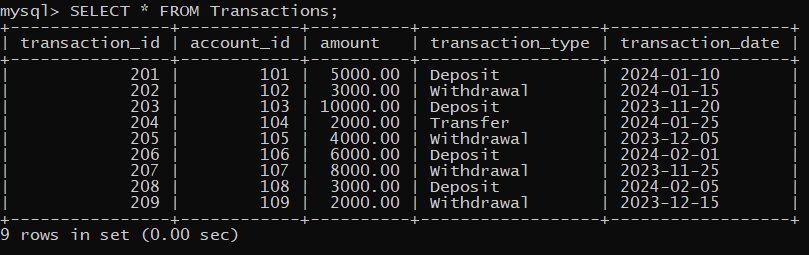 mysql> SELECT * FROM Transactions;
+----------------+------------+----------+------------------+------------------+
| transaction_id | account_id | amount   | transaction_type | transaction_date |
+----------------+------------+----------+------------------+------------------+
|            201 |        101 |  5000.00 | Deposit          | 2024-01-10       |
|            202 |        102 |  3000.00 | Withdrawal       | 2024-01-15       |
|            203 |        103 | 10000.00 | Deposit          | 2023-11-20       |
|            204 |        104 |  2000.00 | Transfer         | 2024-01-25       |
|            205 |        105 |  4000.00 | Withdrawal       | 2023-12-05       |
|            206 |        106 |  6000.00 | Deposit          | 2024-02-01       |
|            207 |        107 |  8000.00 | Withdrawal       | 2023-11-25       |
|            208 |        108 |  3000.00 | Deposit          | 2024-02-05       |
|            209 |        109 |  2000.00 | Withdrawal       | 2023-12-15       |
+----------------+------------+----------+------------------+------------------+
9 rows in set (0.00 sec)